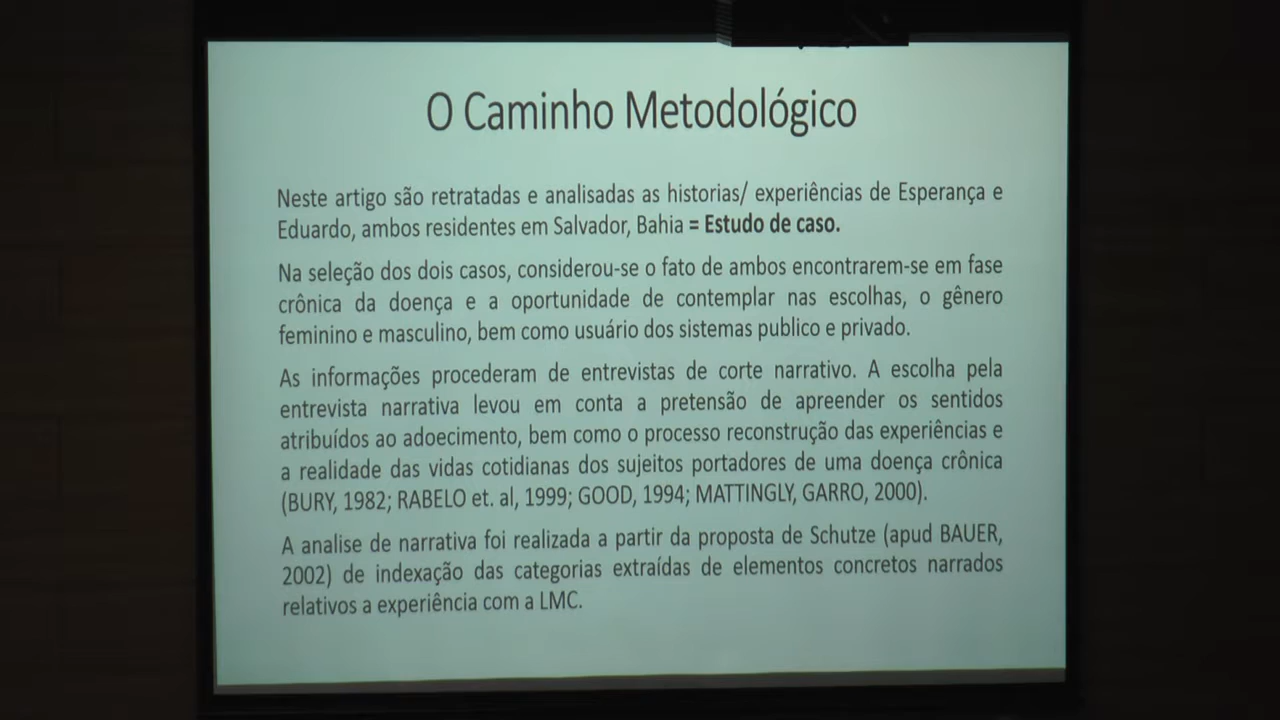 O Caminho Metodológico
Neste artigo são retratadas e analisadas as historias/ experiências de Esperança e
Eduardo, ambos residentes em Salvador, Bahia = Estudo de caso.
Na seleção dos dois casos, considerou-se o fato de ambos encontrarem-se em fase
crônica da doença e a oportunidade de contemplar nas escolhas, o gênero
feminino e masculino, bem como usuário dos sistemas publico e privado.
As informações procederam de entrevistas de corte narrativo. A escolha pela
entrevista narrativa levou em conta a pretensão de apreender os sentidos
atribuídos ao adoecimento, bem como o processo reconstrução das experiências e
a realidade das vidas cotidianas dos sujeitos portadores de uma doença crônica
(BURY, 1982; RABELO et. al, 1999; GOOD, 1994; MATTINGLY, GARRO, 2000).
A analise de narrativa foi realizada a partir da proposta de Schutze (apud BAUER,
2002) de indexação das categorias extraídas de elementos concretos narrados
relativos a experiência com a LMC.